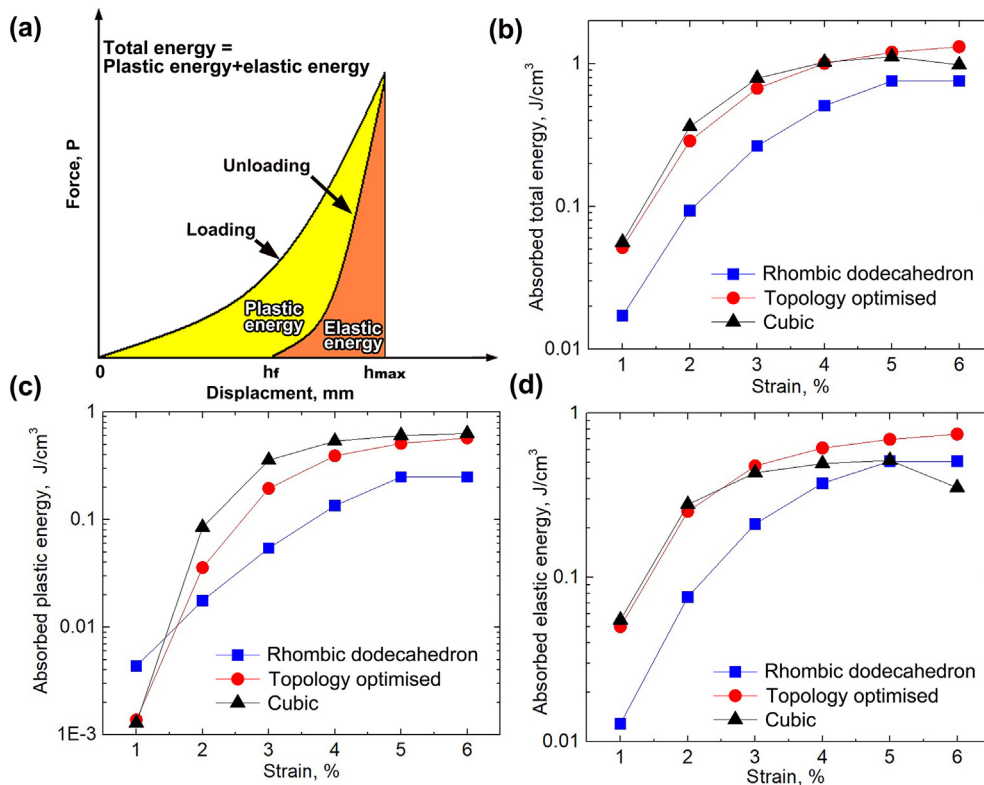 (a)
Total energy =
Plastic energy+elastic energy
Force, P
Unloading
Loading
Plastic
energy
Elastic
energy
0
hf
hmax
Displacment, mm
(b)
Absorbed total energy, J/cm³
1
0.1
0.01
Rhombic dodecahedron
Topology optimised
Cubic
1 2 3 4 5 6
Strain, %
(c)
Absorbed plastic energy, J/cm³
1
0.1
0.01
1E-3
Rhombic dodecahedron
Topology optimised
Cubic
1 2 3 4 5 6
Strain, %
(d)
Absorbed elastic energy, J/cm³
1
0.1
0.01
Rhombic dodecahedron
Topology optimised
Cubic
1 2 3 4 5 6
Strain, %